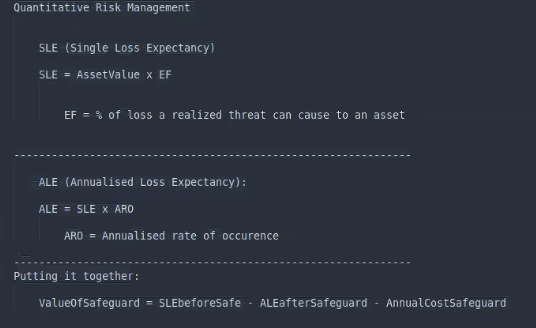 Quantitative Risk Management
SLE (Single Loss Expectancy)
SLE = AssetValue x EF
EF = % of loss a realized threat can cause to an asset
---------------------------------------------------------------
ALE (Annualised Loss Expectancy):
ALE = SLE x ARO
ARO = Annualised rate of occurence
---------------------------------------------------------------
Putting it together:
ValueOfSafeguard = SLEbeforeSafe - ALEafterSafeguard - AnnualCostSafeguard